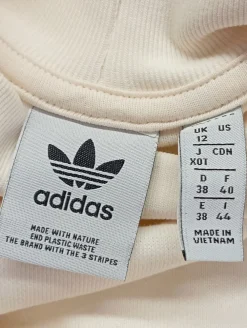 adidas
MADE WITH NATURE
END PLASTIC WASTE
THE BRAND WITH THE 3 STRIPES
UK US
12
J CDN
XOT
D F
38 40
E I
38 44
MADE IN
VIETNAM